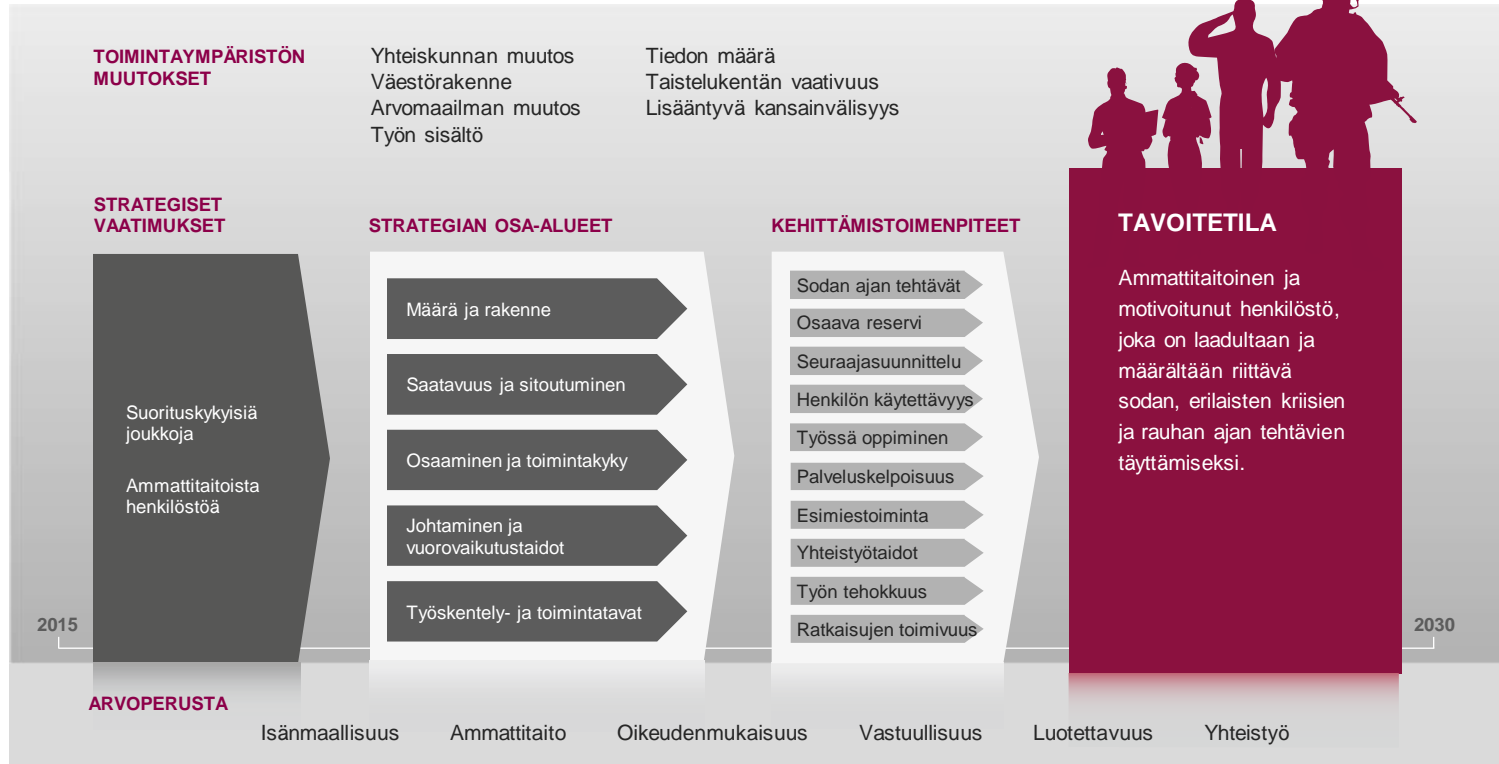 TOIMINTAYMPÄRISTÖN
MUUTOKSET
Yhteiskunnan muutos
Väestörakenne
Arvomaailman muutos
Työn sisältö
Tiedon määrä
Taistelukentän vaativuus
Lisääntyvä kansainvälisyys
STRATEGISET
VAATIMUKSET
Suorituskykyisiä
joukkoja
Ammattitaitoista
henkilöstöä
STRATEGIAN OSA-ALUEET
Määrä ja rakenne
Saatavuus ja sitoutuminen
Osaaminen ja toimintakyky
Johtaminen ja
vuorovaikutustaidot
Työskentely- ja toimintatavat
KEHITTÄMISTOIMENPITEET
Sodan ajan tehtävät
Osaava reservi
Seuraajasuunnittelu
Henkilön käytettävyys
Työssä oppiminen
Palveluskelpoisuus
Esimiestoiminta
Yhteistyötaidot
Työn tehokkuus
Ratkaisujen toimivuus
TAVOITETILA
Ammattitaitoinen ja
motivoitunut henkilöstö,
joka on laadultaan ja
määrältään riittävä
sodan, erilaisten kriisien
ja rauhan ajan tehtävien
täyttämiseksi.
2015
2030
ARVOPERUSTA
Isänmaallisuus Ammattitaito Oikeudenmukaisuus Vastuullisuus Luotettavuus Yhteistyö